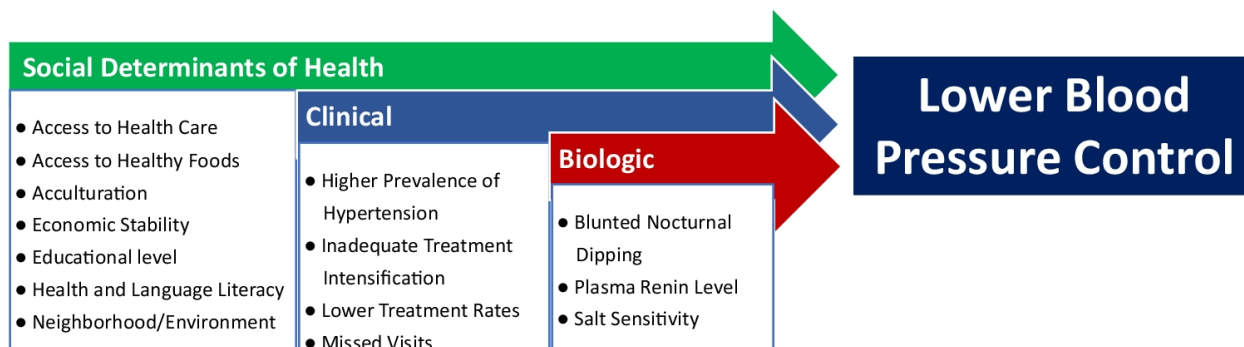 Social Determinants of Health
● Access to Health Care
● Access to Healthy Foods
● Acculturation
● Economic Stability
● Educational level
● Health and Language Literacy
● Neighborhood/Environment
Clinical
● Higher Prevalence of
Hypertension
● Inadequate Treatment
Intensification
● Lower Treatment Rates
● Missed Visits
Biologic
● Blunted Nocturnal
Dipping
● Plasma Renin Level
● Salt Sensitivity
Lower Blood
Pressure Control